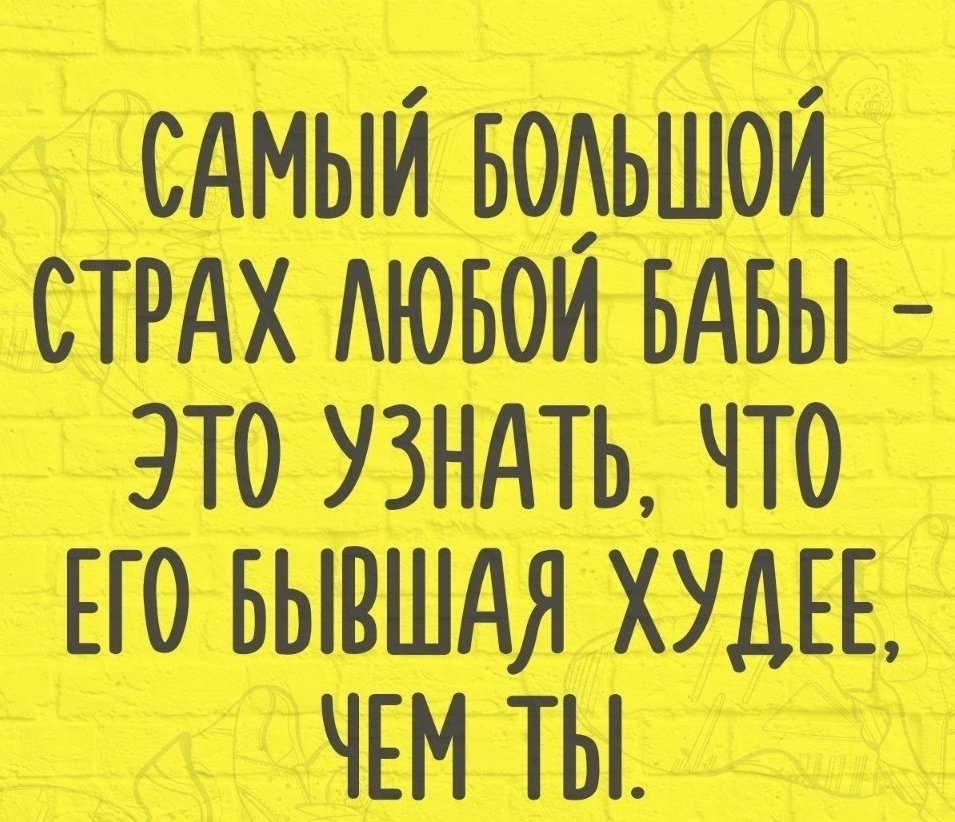 САМЫЙ БОЛЬШОЙ
СТРАХ ЛЮБОЙ БАБЫ -
ЭТО УЗНАТЬ, ЧТО
ЕГО БЫВШАЯ ХУДЕЕ,
ЧЕМ ТЫ.